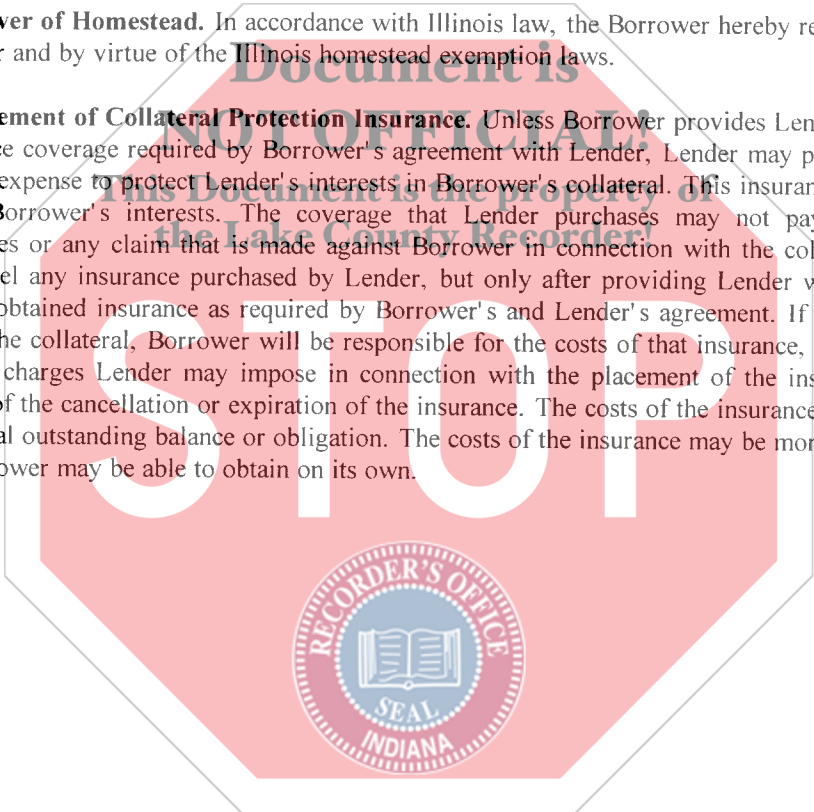 ver of Homestead. In accordance with Illinois law, the Borrower hereby re
r and by virtue of the Illinois homestead exemption laws.
Document is
ement of Collateral Protection Insurance. Unless Borrower provides Len
NOT OFFICIAL!
ce coverage required by Borrower's agreement with Lender, Lender may p
expense to protect Lender's interests in Borrower's collateral. This insuran
This Document is the property of
Borrower's interests. The coverage that Lender purchases may not pay
the Lake County Recorder!
es or any claim that is made against Borrower in connection with the col
el any insurance purchased by Lender, but only after providing Lender w
obtained insurance as required by Borrower's and Lender's agreement. If
he collateral, Borrower will be responsible for the costs of that insurance,
charges Lender may impose in connection with the placement of the ins
of the cancellation or expiration of the insurance. The costs of the insurance
al outstanding balance or obligation. The costs of the insurance may be mor
ower may be able to obtain on its own.
STOP
RECORDER'S OFFICE
SEAL
INDIANA